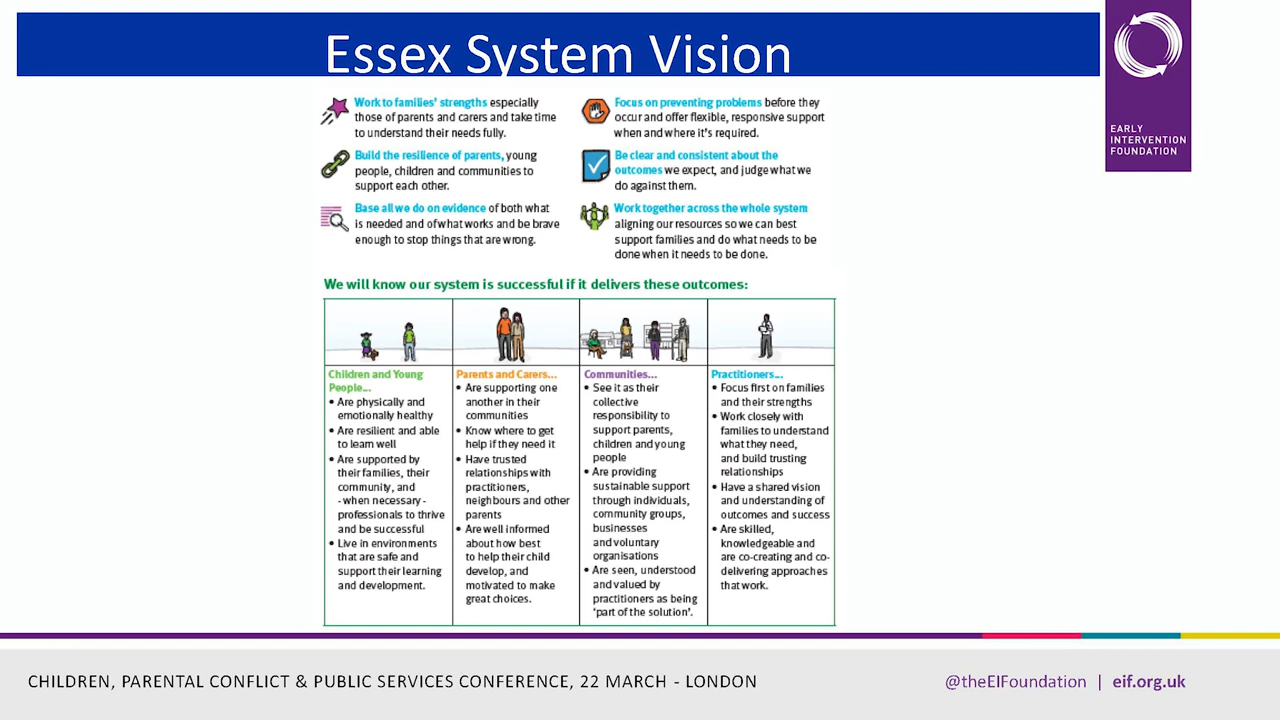 Essex System Vision
EARLY
INTERVENTION
FOUNDATION
Work to families' strengths especially
those of parents and carers and take time
to understand their needs fully.
Build the resilience of parents, young
people, children and communities to
support each other.
Base all we do on evidence of both what
is needed and of what works and be brave
enough to stop things that are wrong.
Focus on preventing problems before they
occur and offer flexible, responsive support
when and where it's required.
Be clear and consistent about the
outcomes we expect, and judge what we
do against them.
Work together across the whole system
aligning our resources so we can best
support families and do what needs to be
done when it needs to be done.
We will know our system is successful if it delivers these outcomes:
Children and Young
People...
• Are physically and
emotionally healthy
• Are resilient and able
to learn well
• Are supported by
their families, their
community, and
- when necessary -
professionals to thrive
and be successful
• Live in environments
that are safe and
support their learning
and development.
Parents and Carers...
• Are supporting one
another in their
communities
• Know where to get
help if they need it
• Have trusted
relationships with
practitioners,
neighbours and other
parents
• Are well informed
about how best
to help their child
develop, and
motivated to make
great choices.
Communities...
• See it as their
collective
responsibility to
support parents,
children and young
people
• Are providing
sustainable support
through individuals,
community groups,
businesses
and voluntary
organisations
• Are seen, understood
and valued by
practitioners as being
'part of the solution'.
Practitioners...
• Focus first on families
and their strengths
• Work closely with
families to understand
what they need,
and build trusting
relationships
• Have a shared vision
and understanding of
outcomes and success
• Are skilled,
knowledgeable and
are co-creating and co-
delivering approaches
that work.
CHILDREN, PARENTAL CONFLICT & PUBLIC SERVICES CONFERENCE, 22 MARCH - LONDON
@theEIFoundation | eif.org.uk